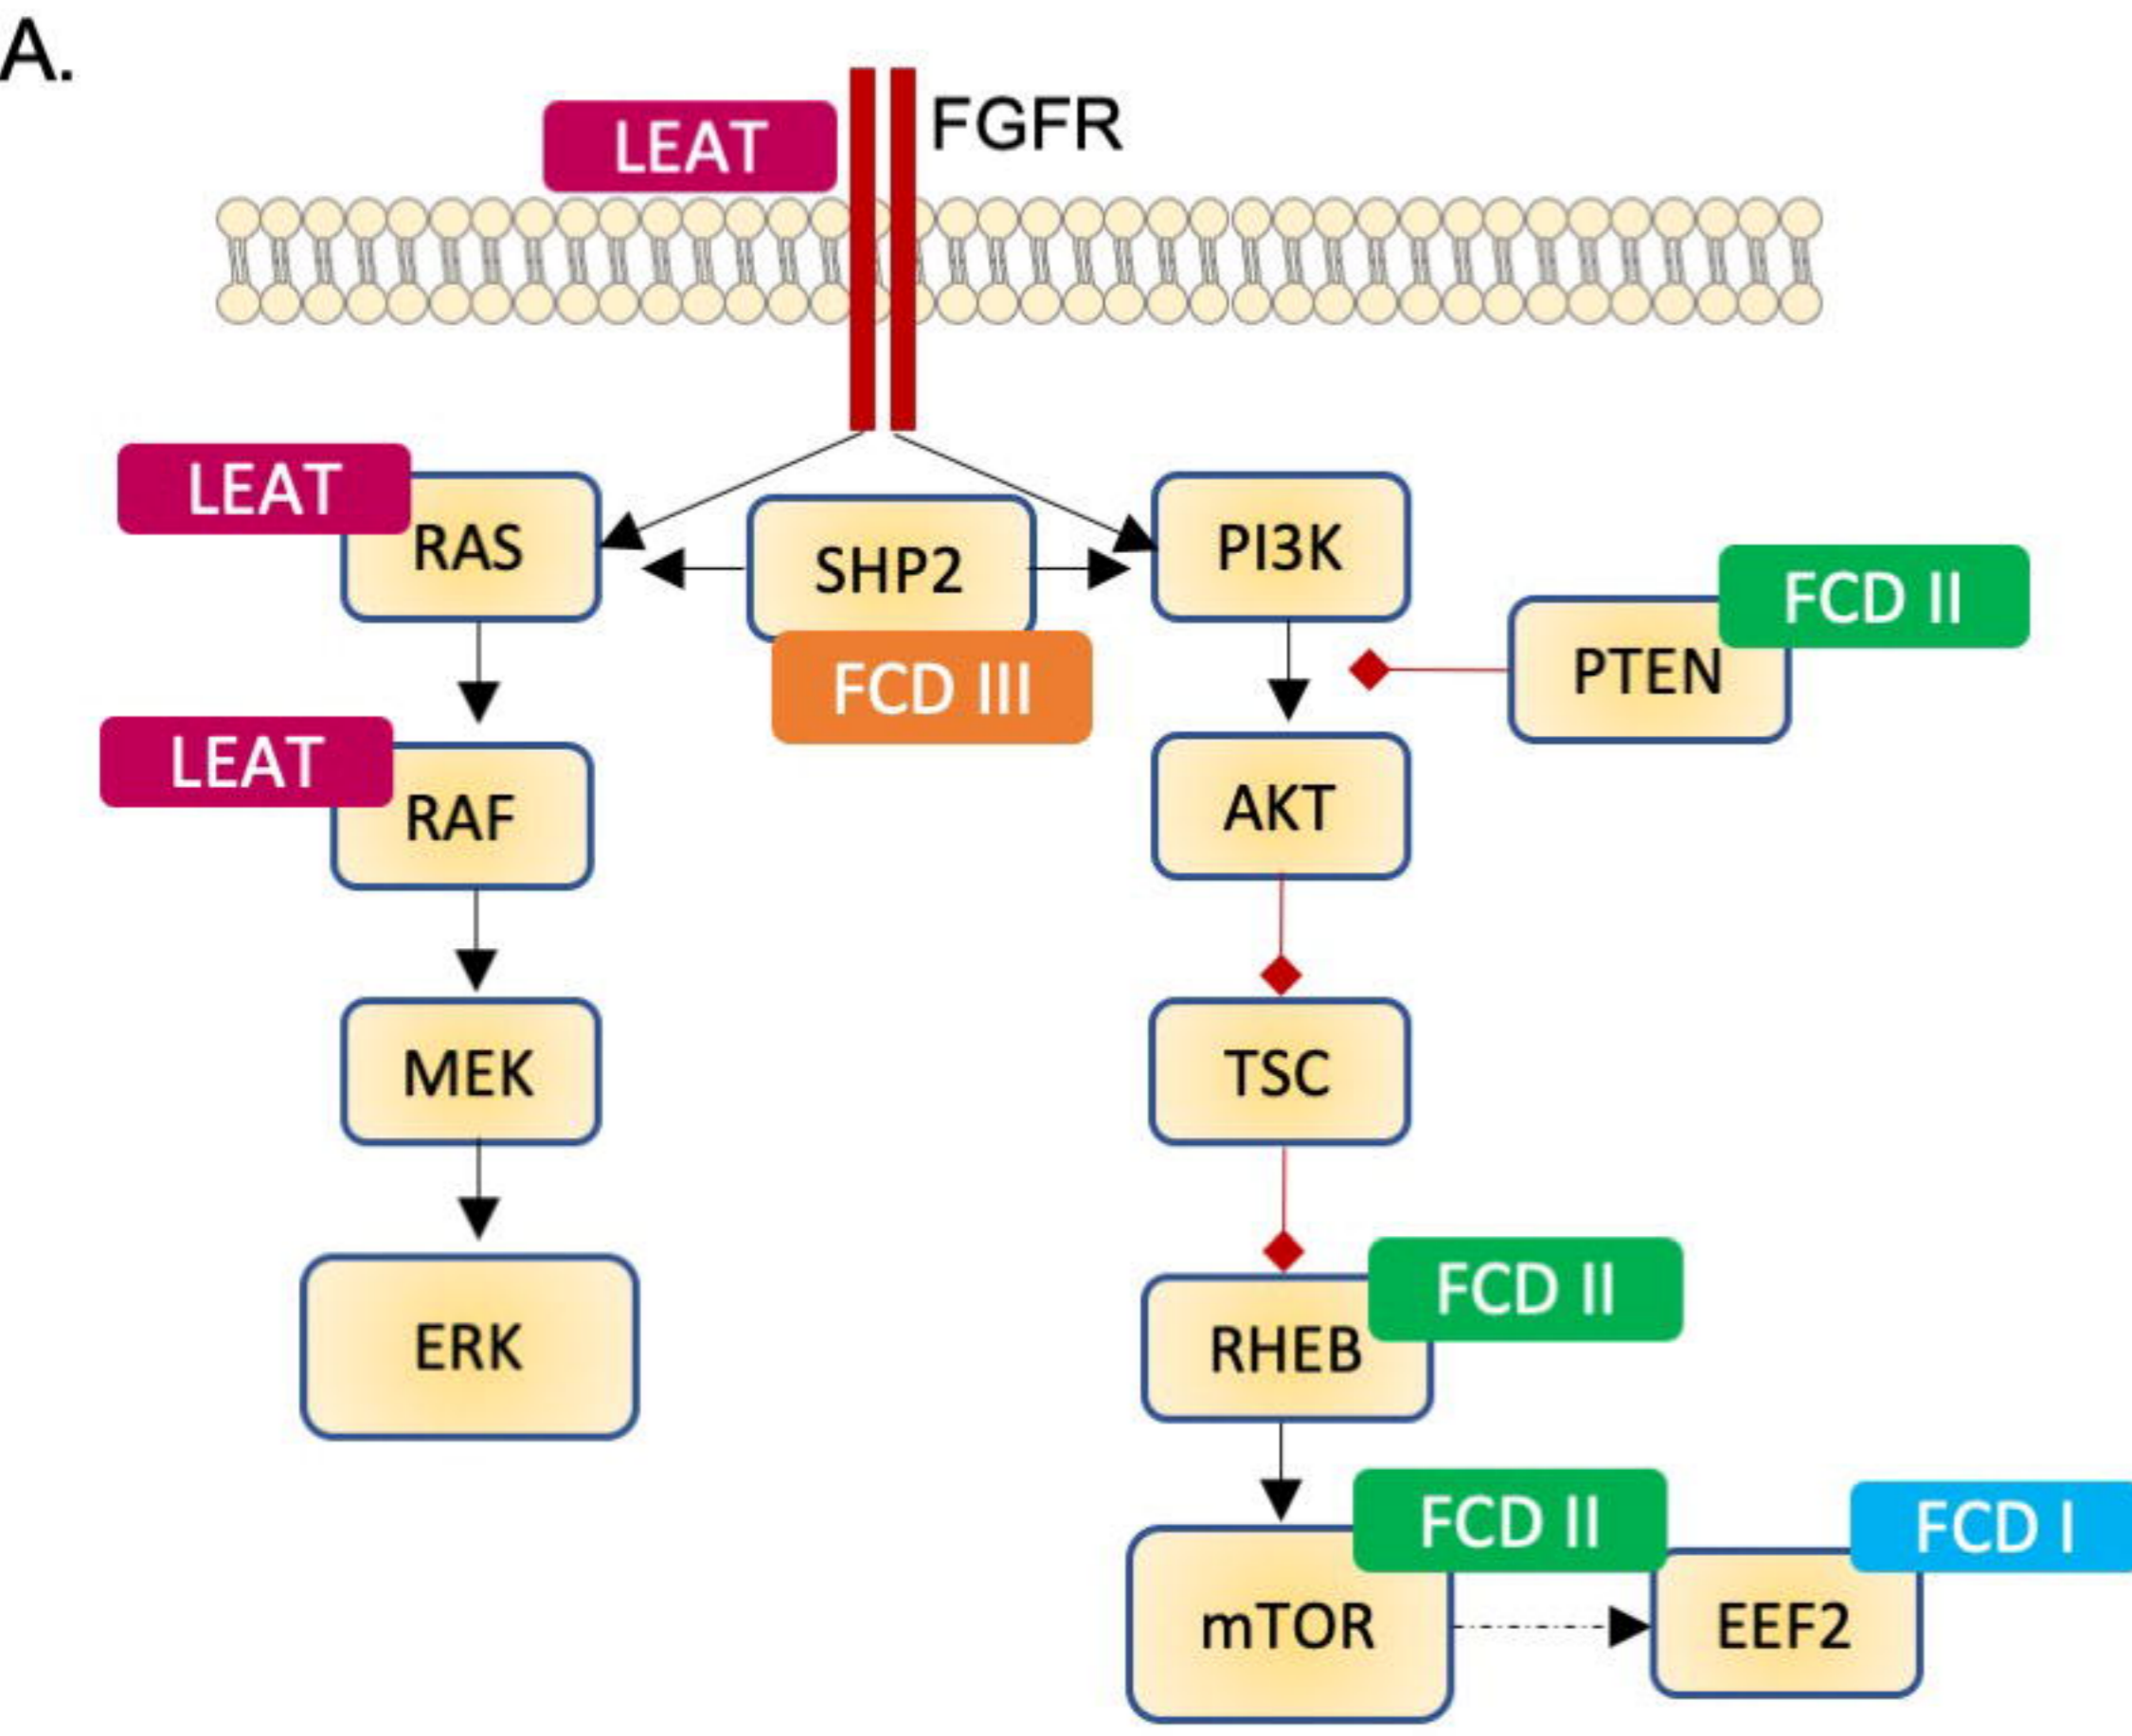 A.
LEAT
FGFR
LEAT
RAS
SHP2
PI3K
FCD III
FCD II
PTEN
LEAT
RAF
AKT
MEK
TSC
FCD II
ERK
RHEB
FCD II
FCD I
mTOR
EEF2